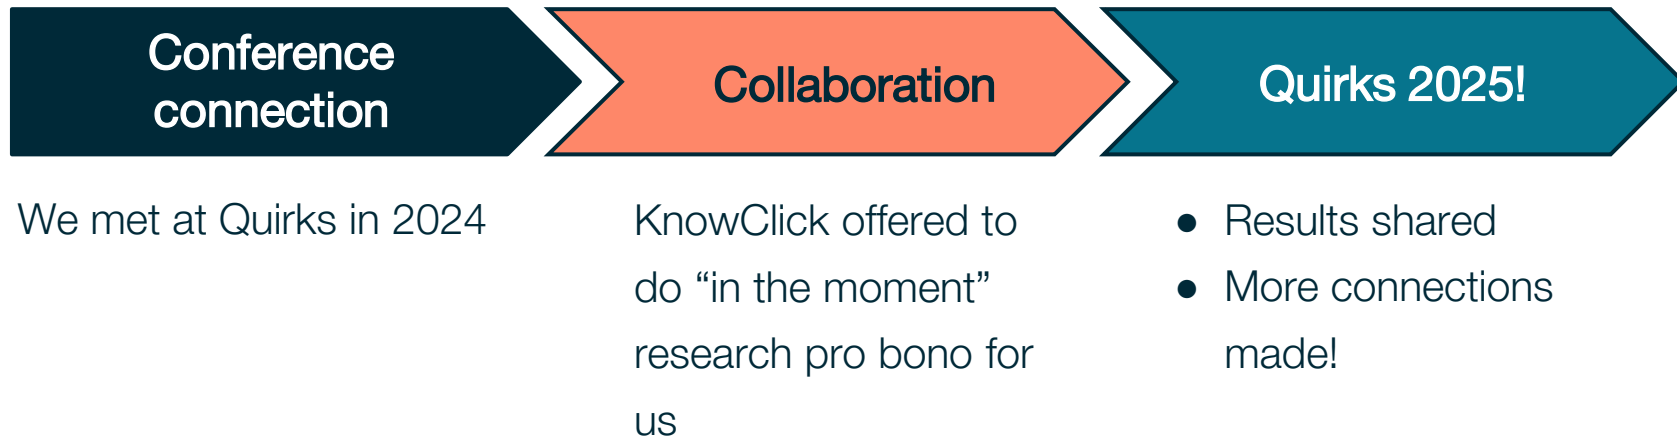 Conference
connection
Collaboration
Quirks 2025!
We met at Quirks in 2024
KnowClick offered to
do “in the moment”
research pro bono for
us
● Results shared
● More connections
made!